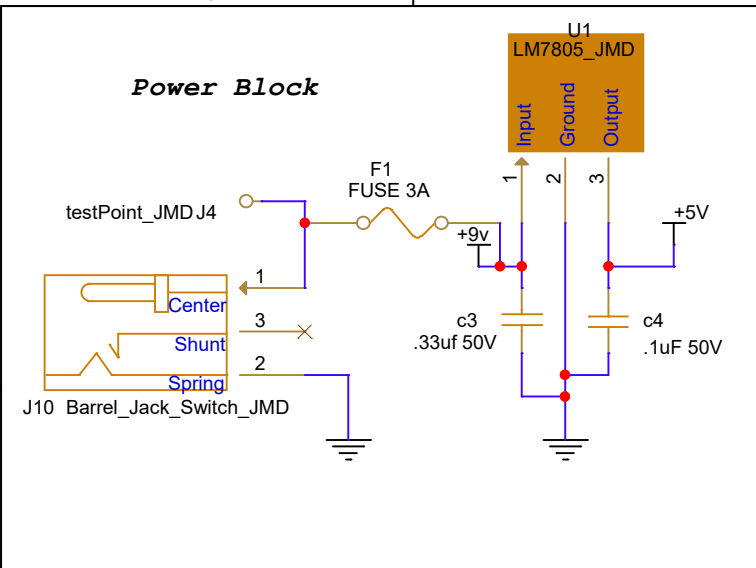 Power Block
U1
LM7805_JMD
Input
Ground
Output
1
2
3
F1
FUSE 3A
testPoint_JMD J4
+9v
+5V
1
Center
3
Shunt
2
Spring
J10 Barrel_Jack_Switch_JMD
c3
.33uf 50V
c4
.1uF 50V